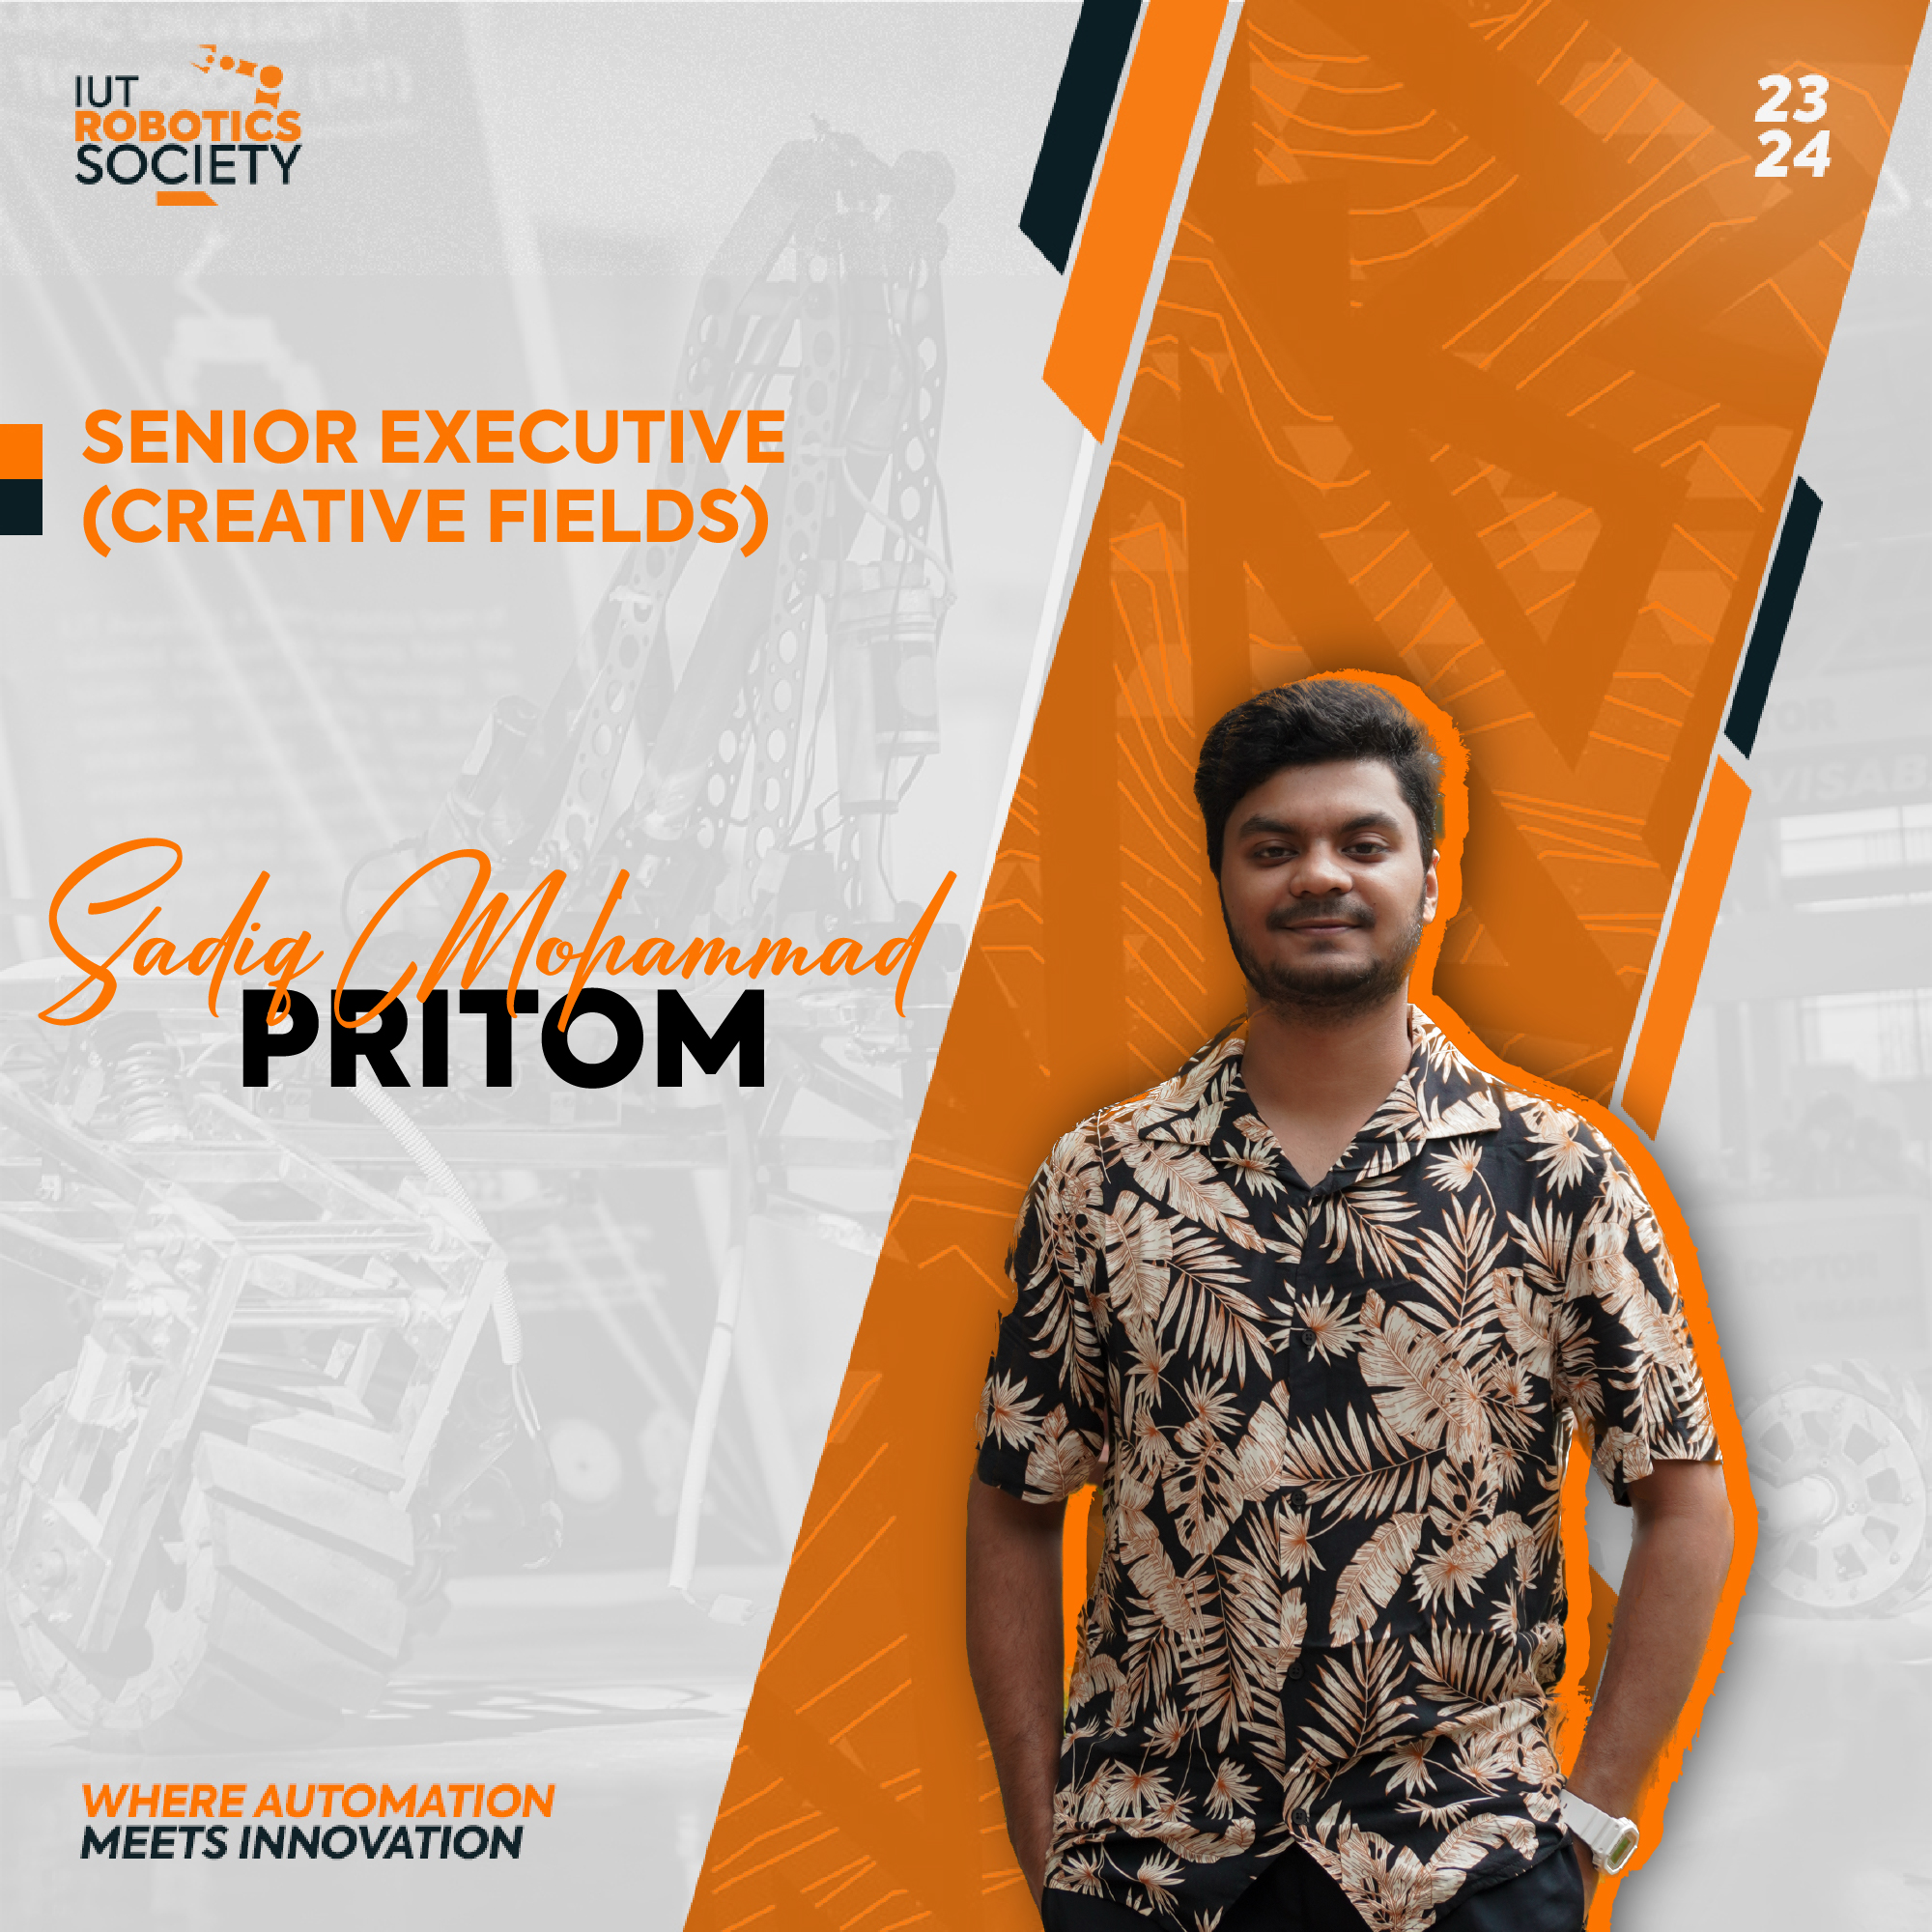 IUT
ROBOTICS
SOCIETY
23
24
SENIOR EXECUTIVE
(CREATIVE FIELDS)
Sadiq Mohammad
PRITOM
WHERE AUTOMATION
MEETS INNOVATION